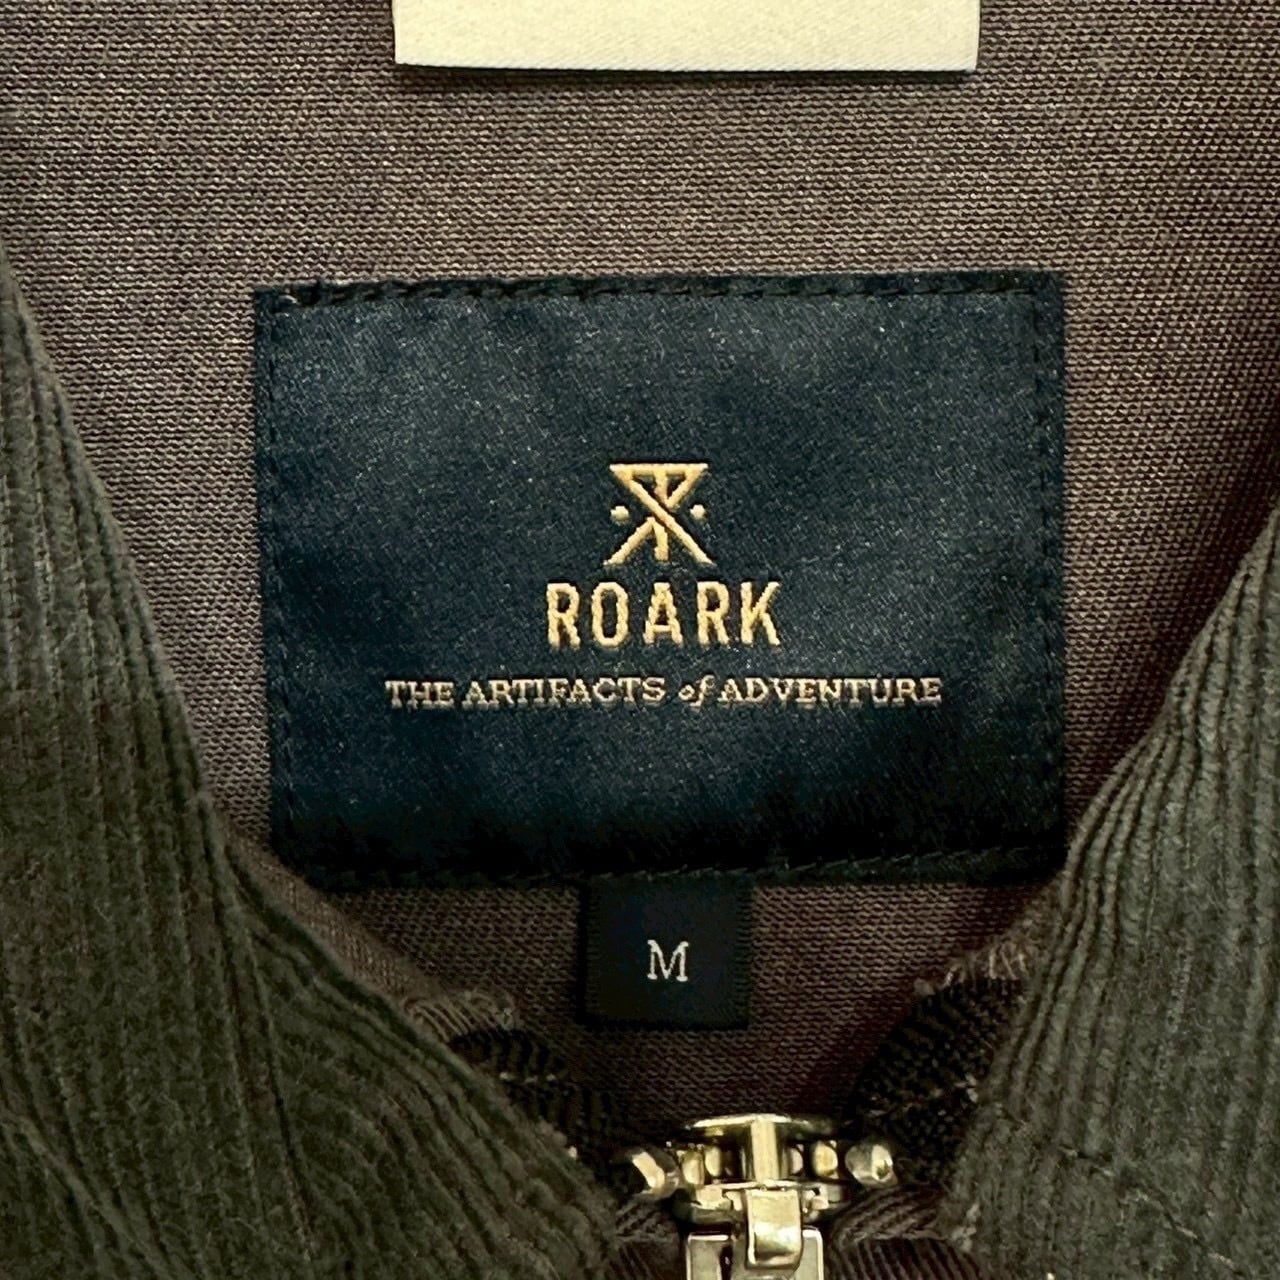 ROARK
THE ARTIFACTS of ADVENTURE
M